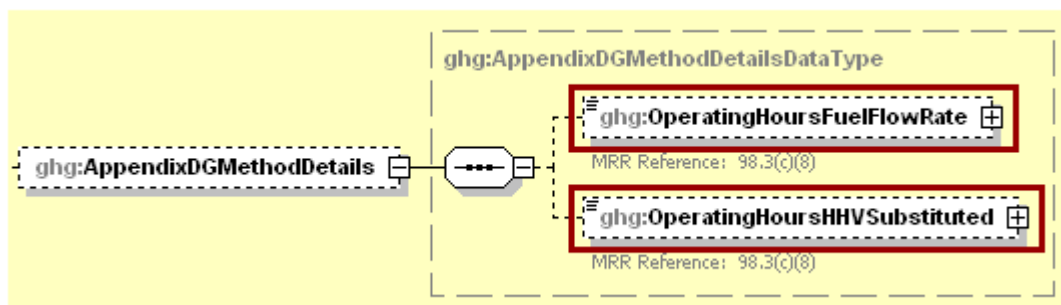 ghg:AppendixDGMethodDetailsDataType
ghg:OperatingHoursFuelFlowRate
MRR Reference: 98.3(c)(8)
ghg:AppendixDGMethodDetails
ghg:OperatingHoursHHVSubstituted
MRR Reference: 98.3(c)(8)